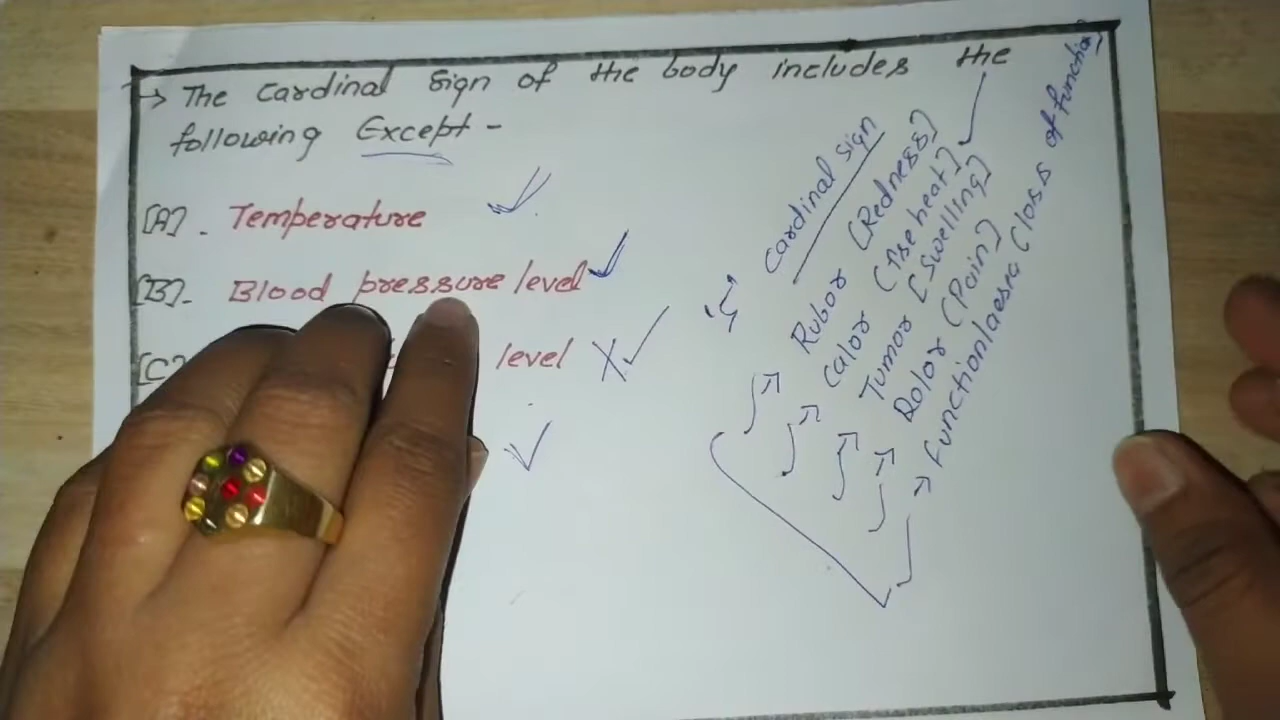 → The Cardinal Sign of the body includes the
following Except -
[A]. Temperature
[B]. Blood pressure level
[C] level
Cardinal sign
Rubor [Redness]
Calor (↑se heat]
Tumor [Swelling]
Dolor (Pain]
→ Functionlaesea (loss of function)